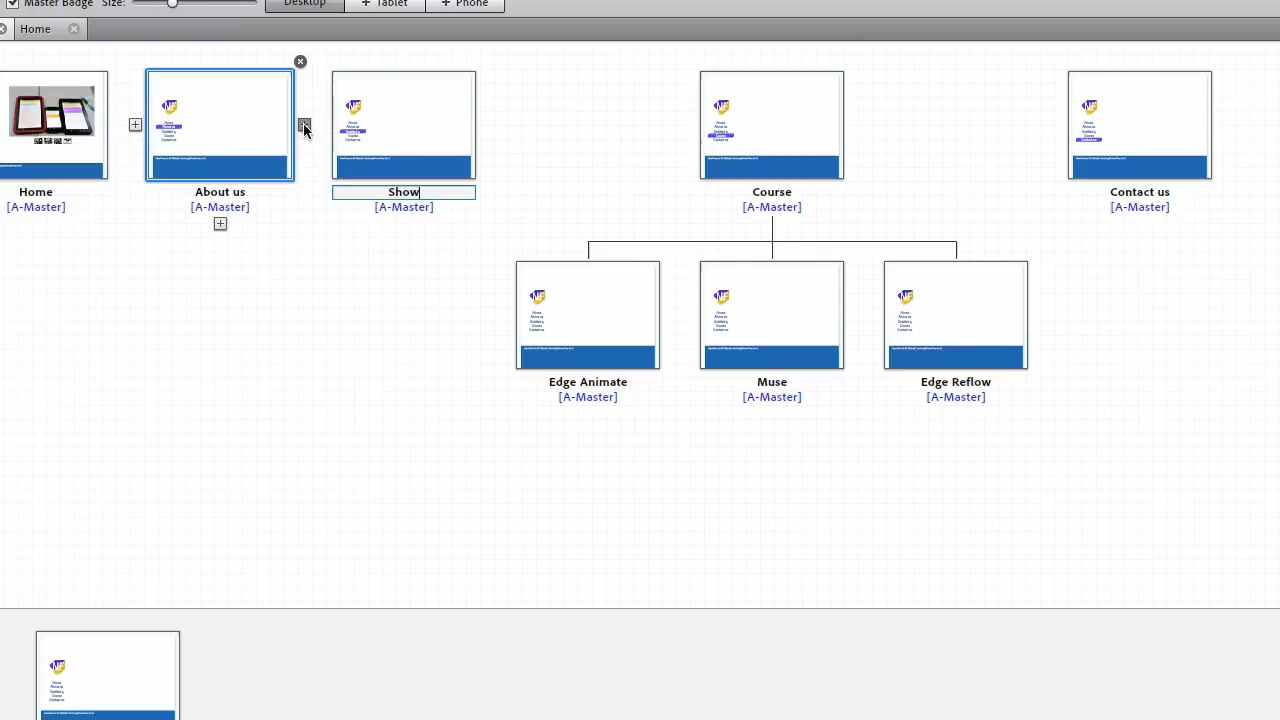 Master Badge Size: Desktop + Tablet + Phone
Home
Home About us Show Course Contact us
[A-Master] [A-Master] [A-Master] [A-Master] [A-Master]
Edge Animate Muse Edge Reflow
[A-Master] [A-Master] [A-Master]